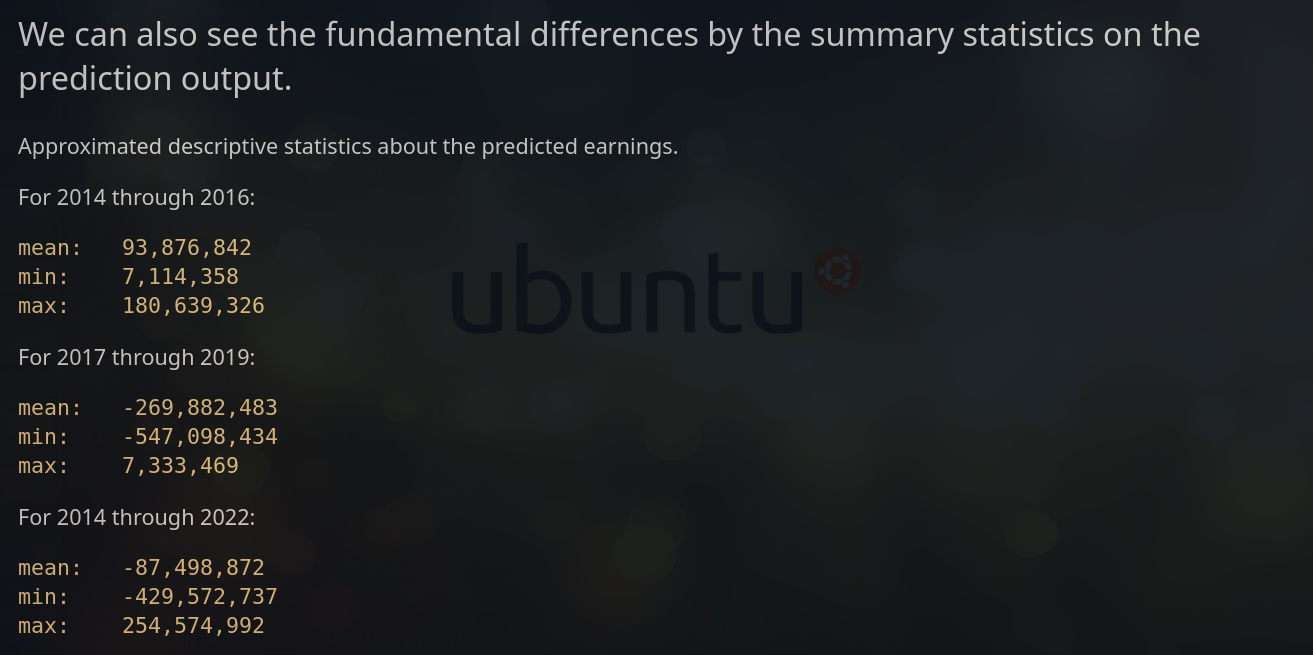 We can also see the fundamental differences by the summary statistics on the
prediction output.
Approximated descriptive statistics about the predicted earnings.
For 2014 through 2016:
mean: 93,876,842
min: 7,114,358
max: 180,639,326
ubuntu
For 2017 through 2019:
mean: -269,882,483
min: -547,098,434
max: 7,333,469
For 2014 through 2022:
mean: -87,498,872
min: -429,572,737
max: 254,574,992